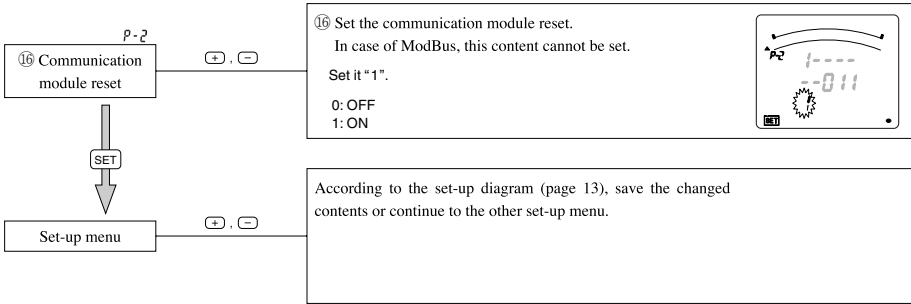 P-2
⑯ Communication
module reset
+ , −
⑯ Set the communication module reset.
In case of ModBus, this content cannot be set.
Set it “1”.
0: OFF
1: ON
P-2
1----
--011
1
SET
SET
Set-up menu
+ , −
According to the set-up diagram (page 13), save the changed
contents or continue to the other set-up menu.